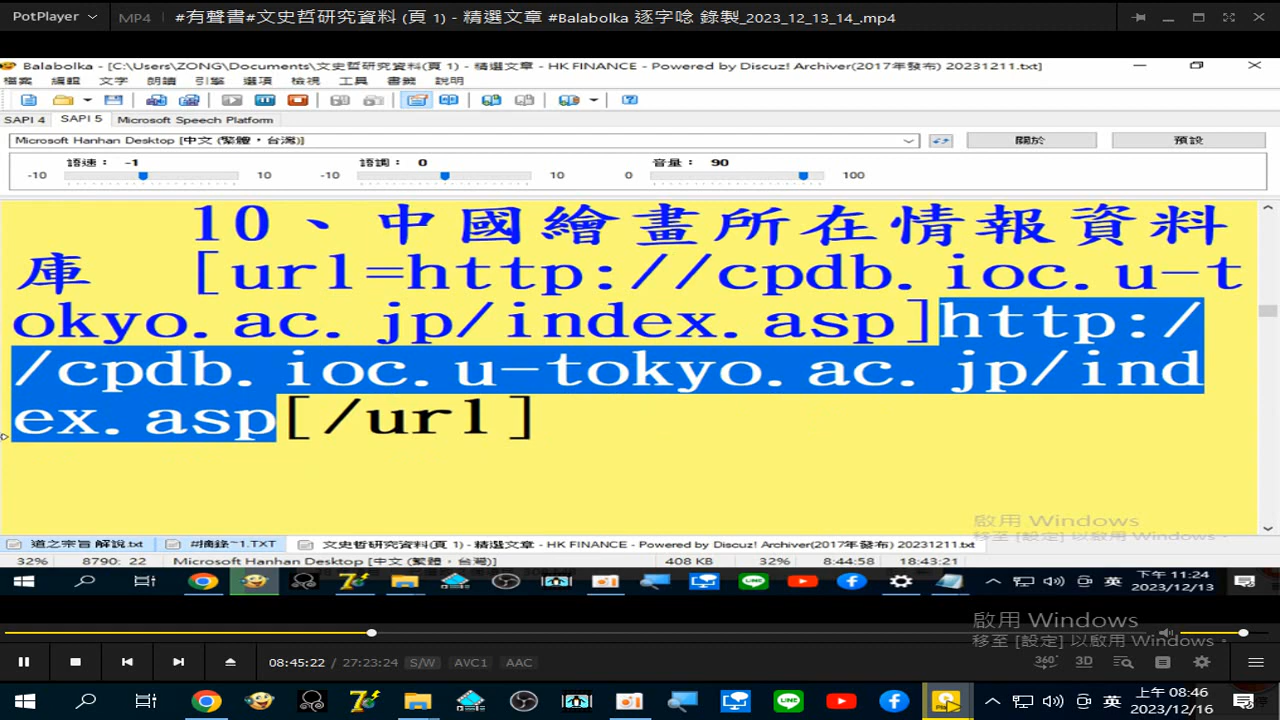 PotPlayer
MP4
#有聲書#文史哲研究資料 (頁 1) - 精選文章 #Balabolka 逐字唸 錄製_2023_12_13_14_.mp4
Balabolka - [C:\Users\ZONG\Documents\文史哲研究資料(頁 1) - 精選文章 - HK FINANCE - Powered by Discuz! Archiver(2017年發布) 20231211.txt]
檔案 編輯 文字 朗讀 引擎 選項 檢視 工具 書籤 說明
SAPI 4 SAPI 5 Microsoft Speech Platform
Microsoft Hanhan Desktop [中文 (繁體，台灣)]
關於
預設
語速： -1 語調： 0 音量： 90
-10 10 -10 10 0 100
10、中國繪畫所在情報資料
庫 [url=http://cpdb.ioc.u-t
okyo.ac.jp/index.asp]http:/
/cpdb.ioc.u-tokyo.ac.jp/ind
ex.asp[/url]
啟用 Windows
移至 [設定] 以啟用 Windows。
道之宗旨 解說.txt #摘錄~1.TXT 文史哲研究資料(頁 1) - 精選文章 - HK FINANCE - Powered by Discuz! Archiver(2017年發布) 20231211.txt
32% 8790: 22 Microsoft Hanhan Desktop [中文 (繁體，台灣)] 408 KB 32% 8:44:58 18:43:21
英 下午 11:24
2023/12/13
啟用 Windows
移至 [設定] 以啟用 Windows。
08:45:22 / 27:23:24 S/W AVC1 AAC
360° 3D
英 上午 08:46
2023/12/16